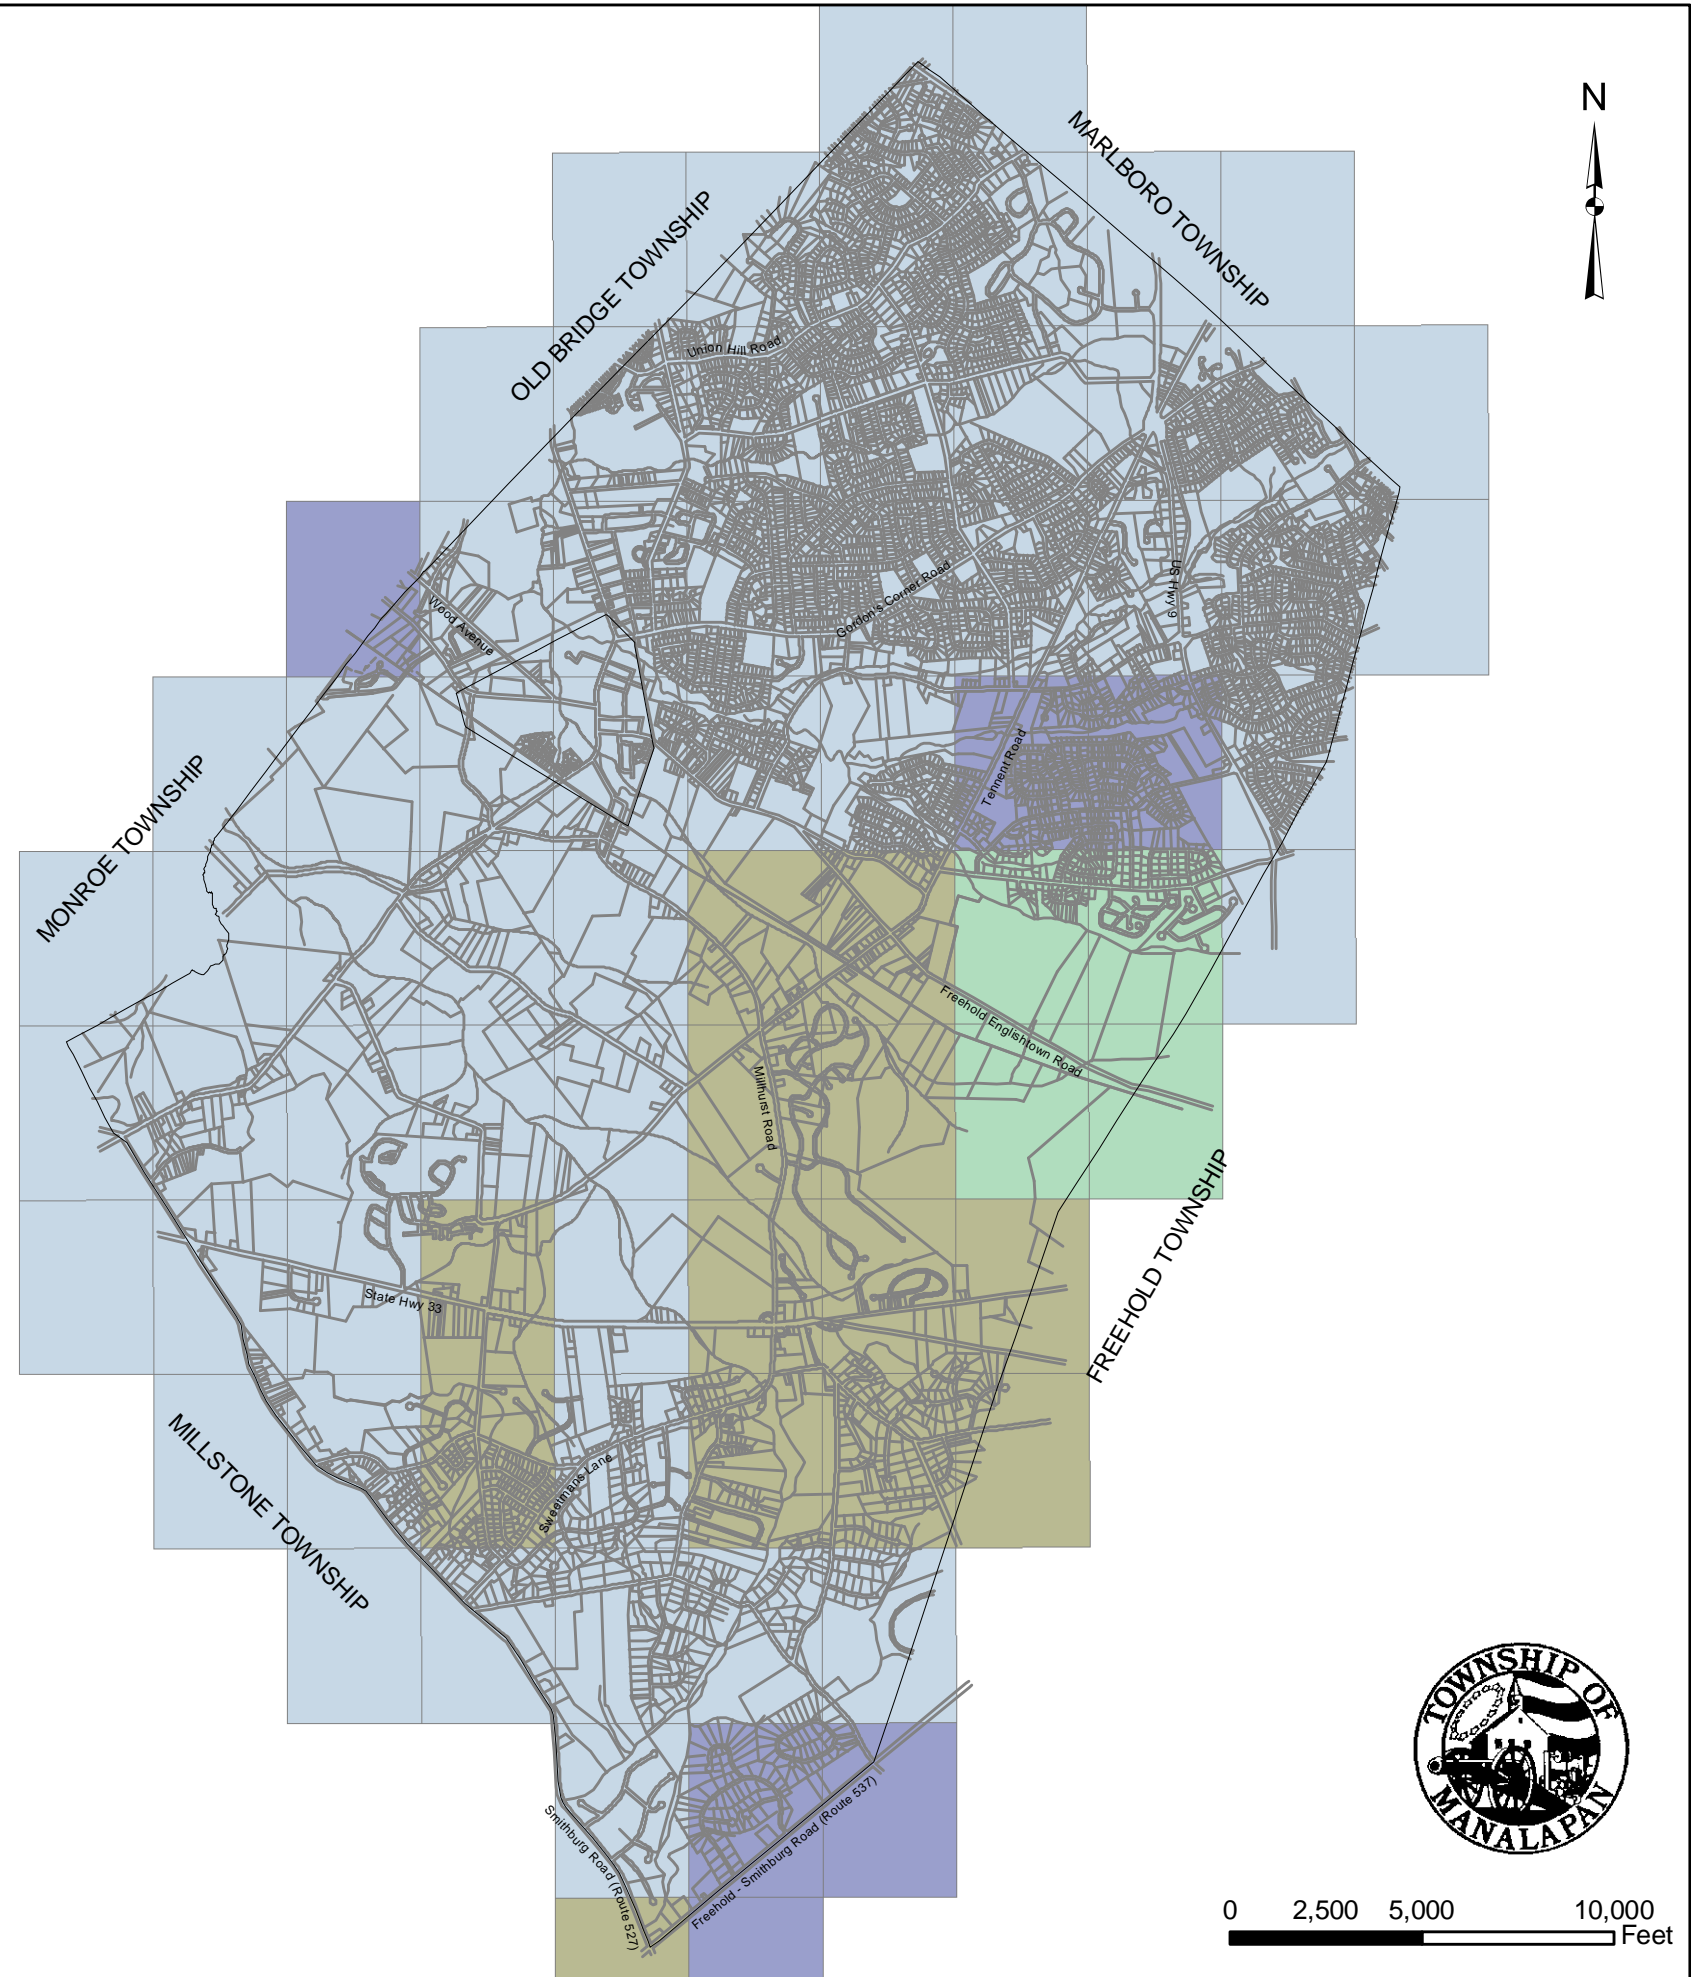 N
MARLBORO TOWNSHIP
OLD BRIDGE TOWNSHIP
Union Hill Road
US Hwy 9
Gordon's Corner Road
Wood Avenue
Tennent Road
MONROE TOWNSHIP
Freehold Englishtown Road
Millhurst Road
FREEHOLD TOWNSHIP
State Hwy 33
MILLSTONE TOWNSHIP
Sweetmans Lane
TOWNSHIP OF
MANALAPAN
Smithburg Road (Route 527)
Freehold - Smithburg Road (Route 537)
0 2,500 5,000 10,000
Feet